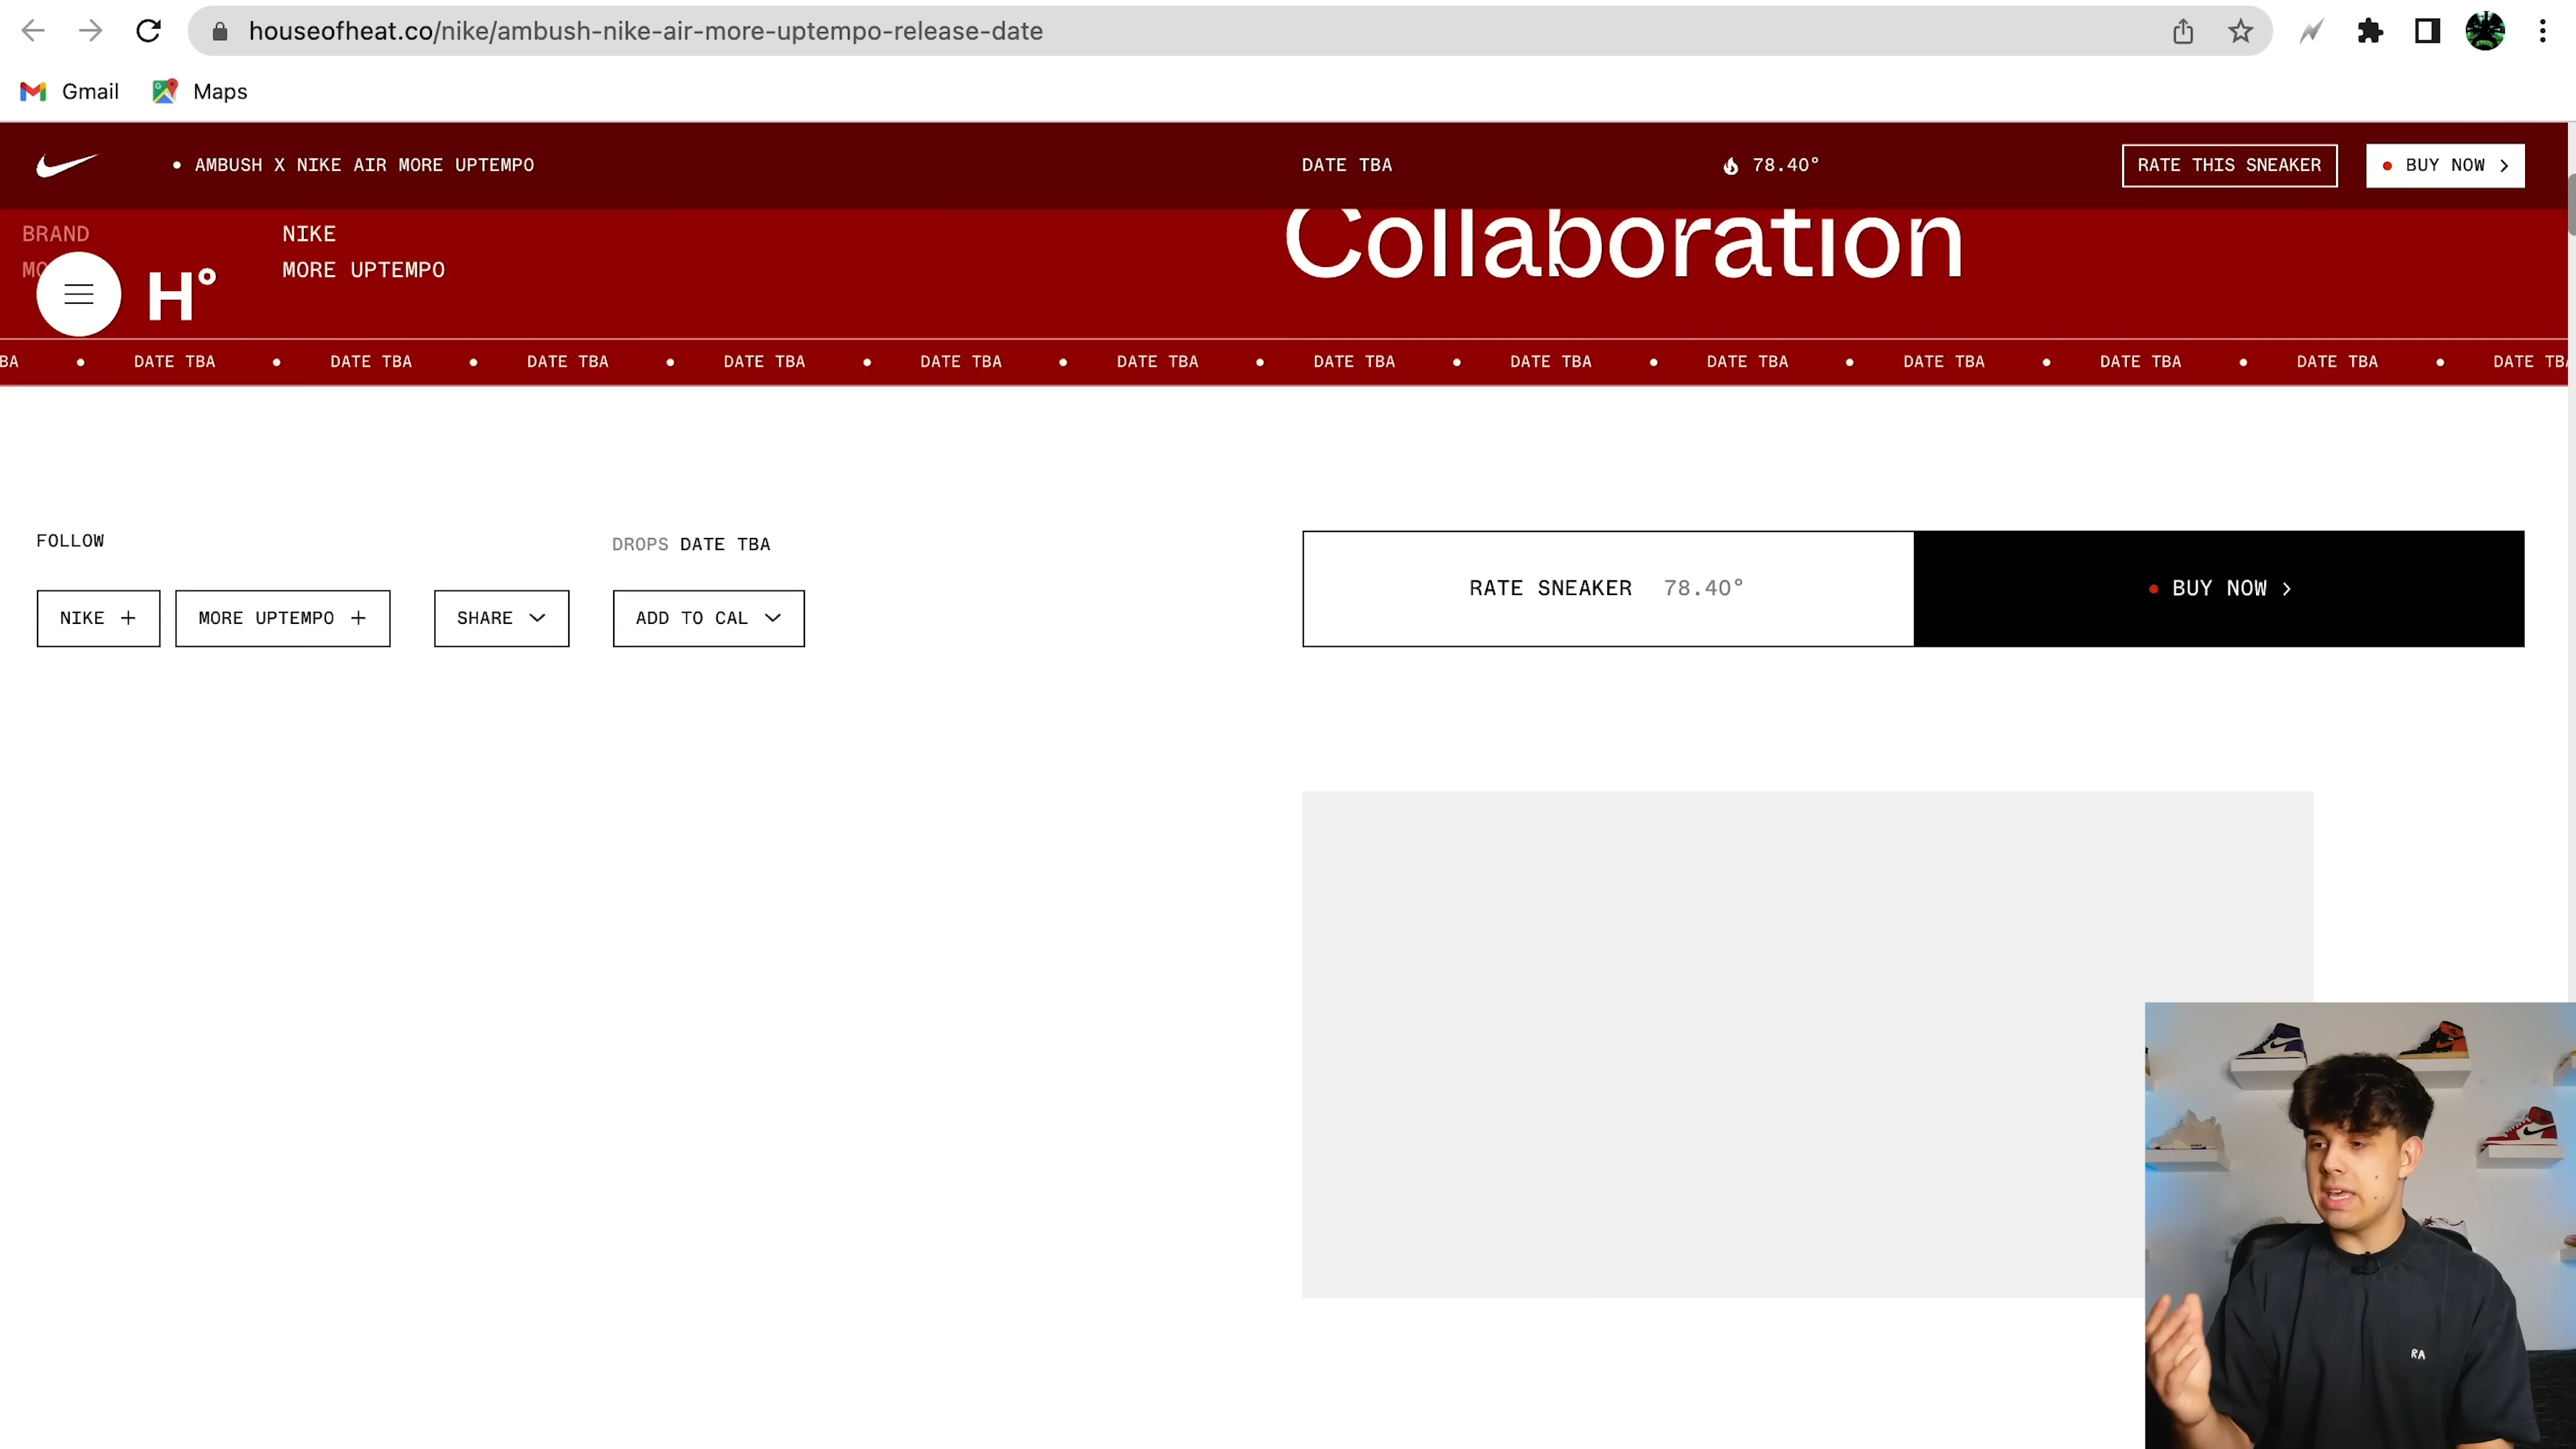 houseofheat.co/nike/ambush-nike-air-more-uptempo-release-date
Gmail
Maps
AMBUSH X NIKE AIR MORE UPTEMPO
DATE TBA
78.40°
RATE THIS SNEAKER
BUY NOW
Collaboration
BRAND
NIKE
MO
MORE UPTEMPO
H°
BA • DATE TBA • DATE TBA • DATE TBA • DATE TBA • DATE TBA • DATE TBA • DATE TBA • DATE TBA • DATE TBA • DATE TBA • DATE TBA • DATE TBA • DATE TBA
FOLLOW
DROPS DATE TBA
NIKE +
MORE UPTEMPO +
SHARE
ADD TO CAL
RATE SNEAKER 78.40°
BUY NOW
RA